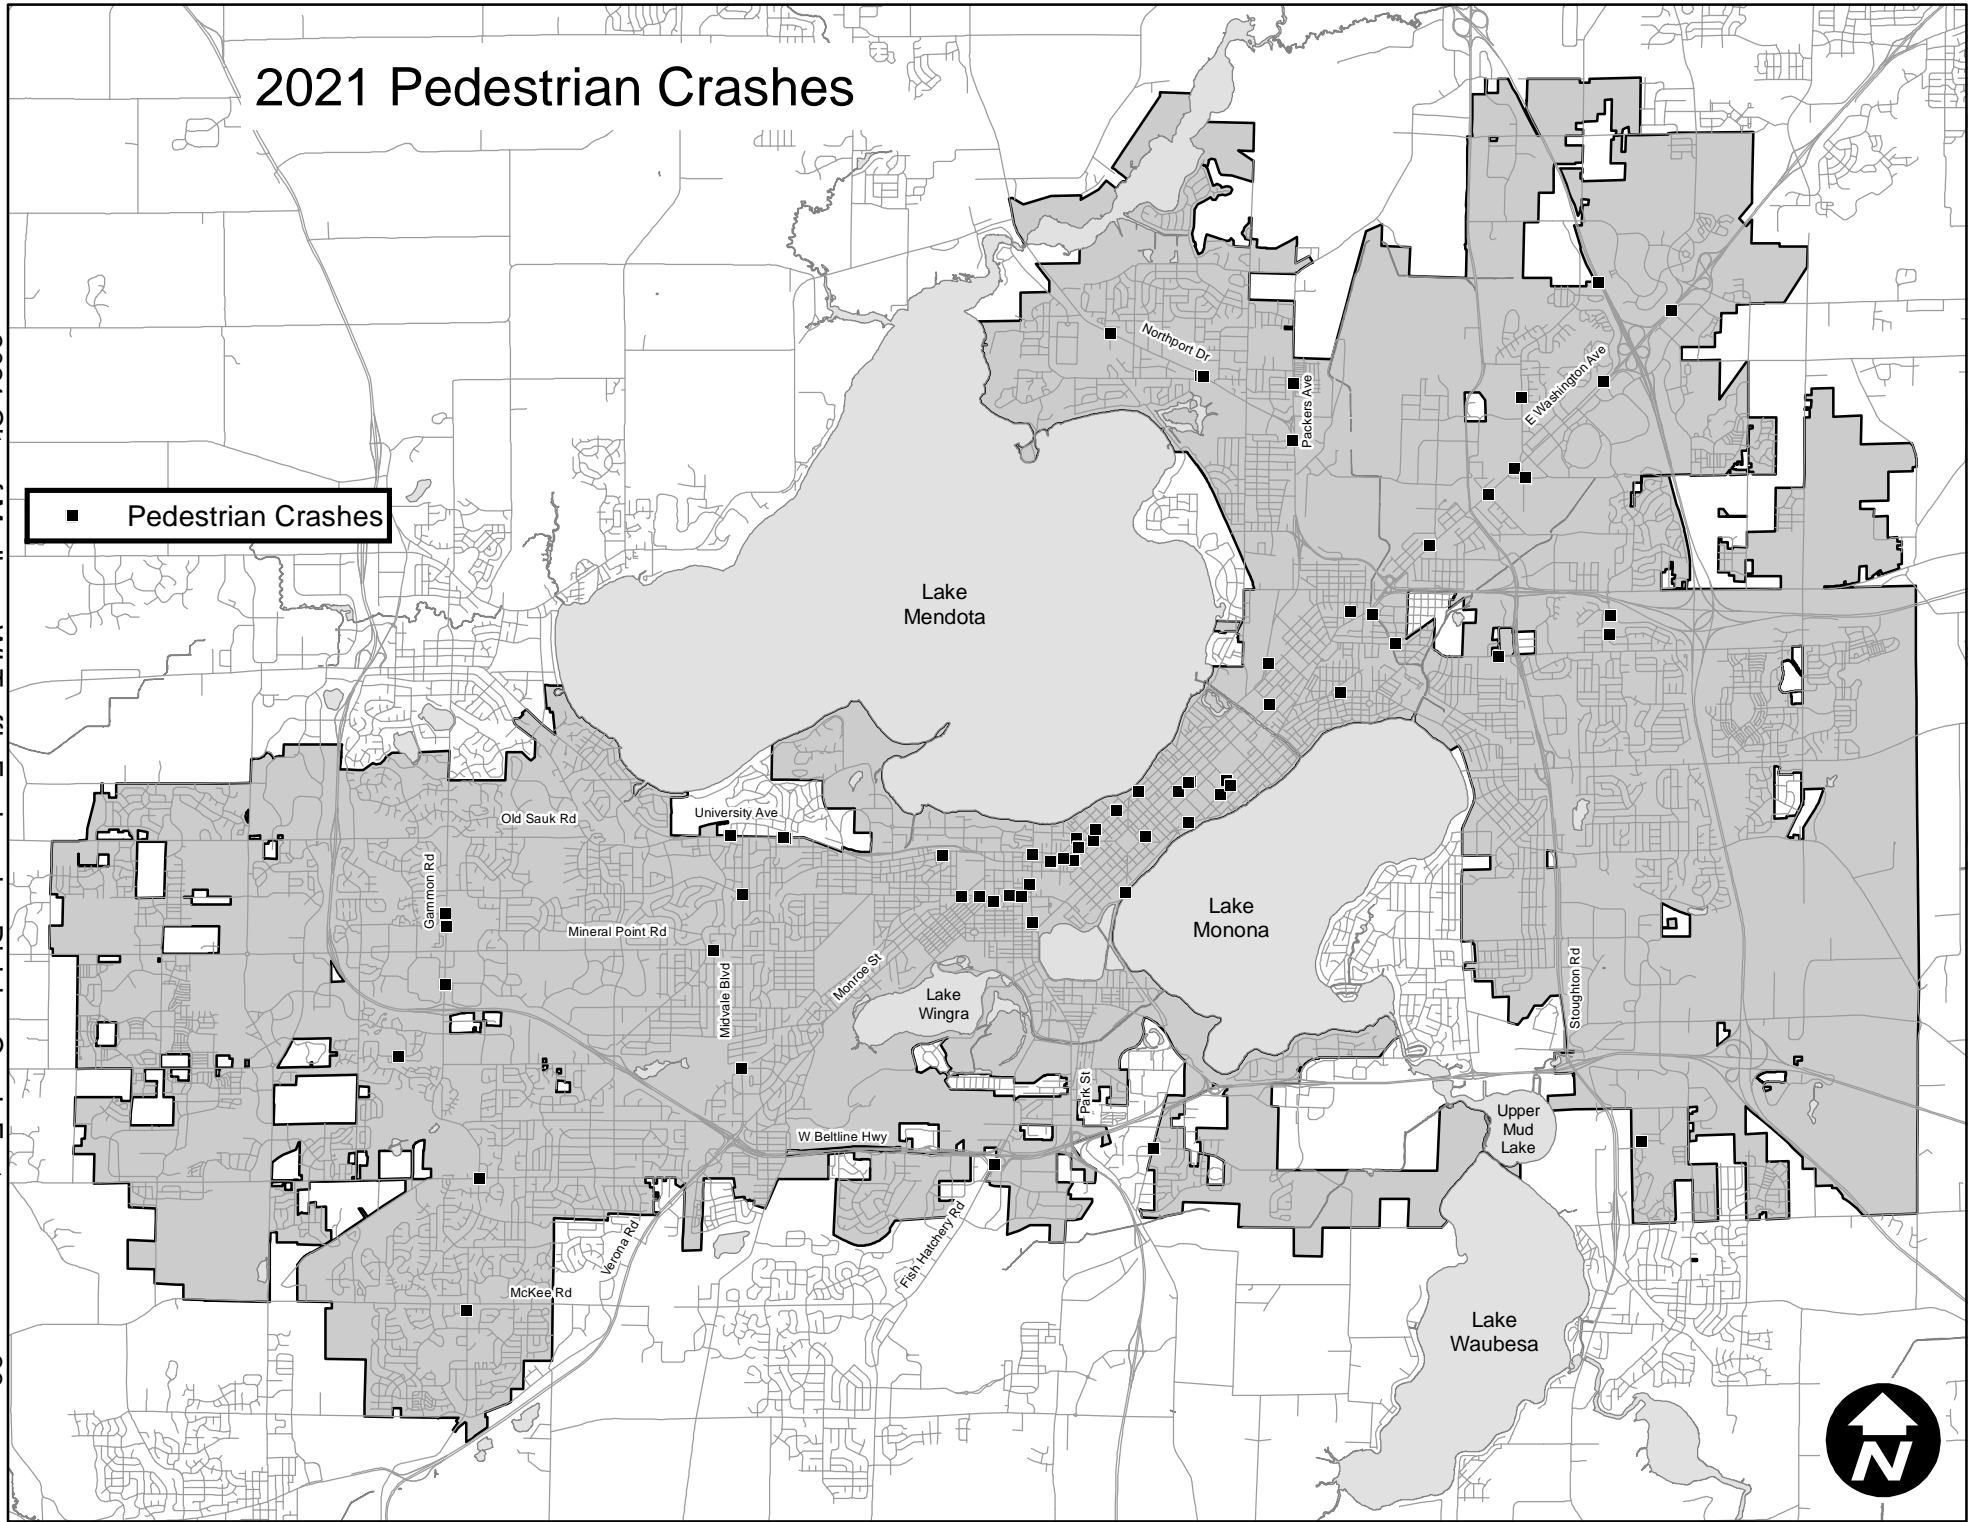 2021 Pedestrian Crashes
Northport Dr
Packers Ave
E Washington Ave
Pedestrian Crashes
Lake
Mendota
University Ave
Old Sauk Rd
Gammon Rd
Mineral Point Rd
Lake
Monona
Monroe St
Midvale Blvd
Stoughton Rd
Lake
Wingra
Park St
Upper
Mud
Lake
W Beltline Hwy
Verona Rd
Fish Hatchery Rd
McKee Rd
Lake
Waubesa
N